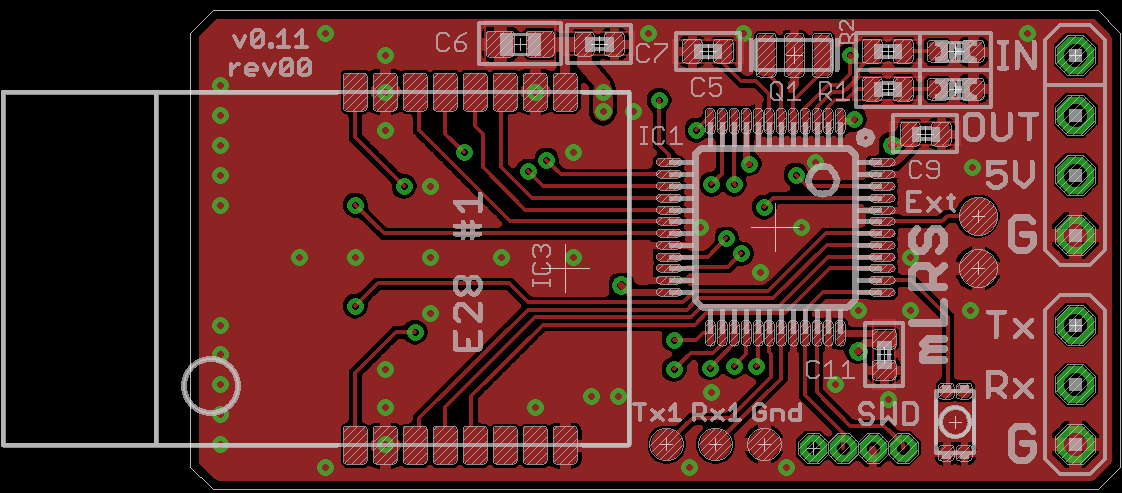 v0.11
rev00
C6
C7
C5
Q1
R1
R2
IN
OUT
5V
G
IC1
C9
Ext
#1
E28
IC3
mLRS
C11
Tx
Rx
G
Tx1 Rx1 Gnd
SWD